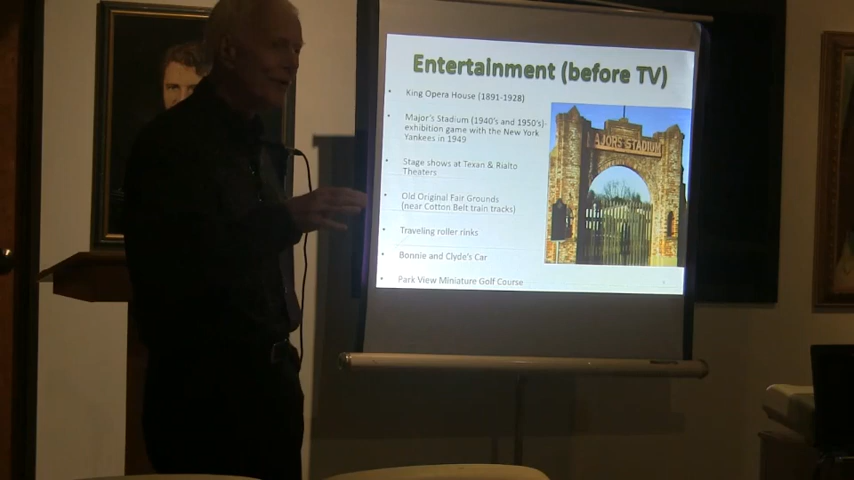 Entertainment (before TV)
• King Opera House (1891-1928)
• Major's Stadium (1940's and 1950's)-
exhibition game with the New York
Yankees in 1949
• Stage shows at Texan & Rialto
Theaters
• Old Original Fair Grounds
(near Cotton Belt train tracks)
• Traveling roller rinks
• Bonnie and Clyde's Car
• Park View Miniature Golf Course
AJORS STADIUM